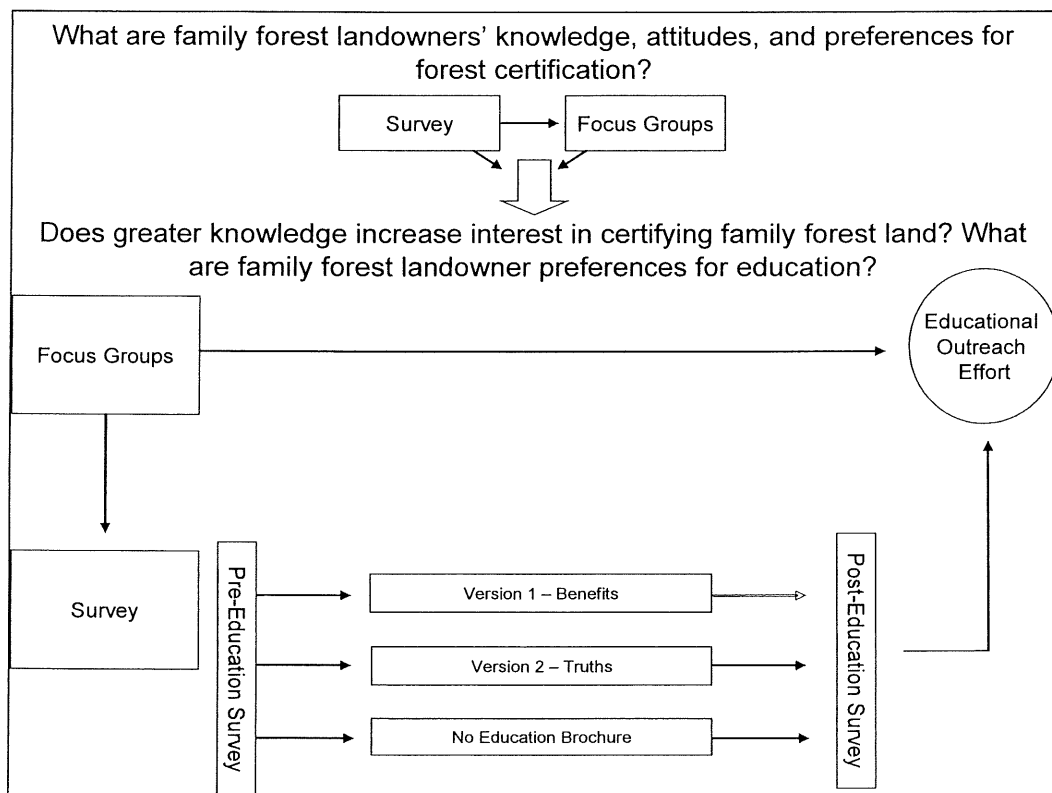 What are family forest landowners' knowledge, attitudes, and preferences for
forest certification?
Survey
Focus Groups
Does greater knowledge increase interest in certifying family forest land? What
are family forest landowner preferences for education?
Focus Groups
Educational
Outreach
Effort
Survey
Pre-Education Survey
Version 1 – Benefits
Version 2 – Truths
No Education Brochure
Post-Education Survey